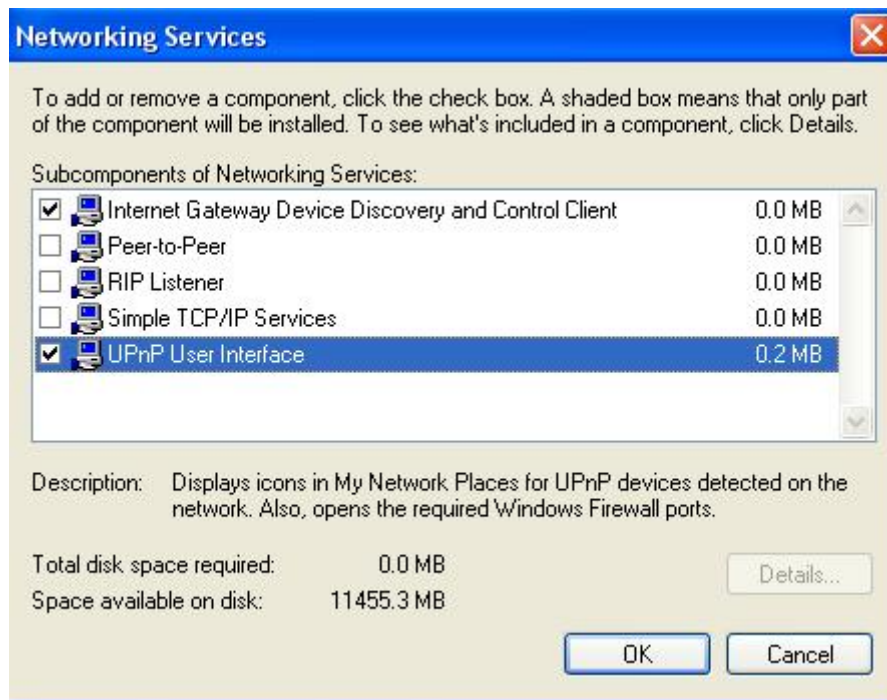 Networking Services
To add or remove a component, click the check box. A shaded box means that only part
of the component will be installed. To see what's included in a component, click Details.
Subcomponents of Networking Services:
Internet Gateway Device Discovery and Control Client 0.0 MB
Peer-to-Peer 0.0 MB
RIP Listener 0.0 MB
Simple TCP/IP Services 0.0 MB
UPnP User Interface 0.2 MB
Description: Displays icons in My Network Places for UPnP devices detected on the
network. Also, opens the required Windows Firewall ports.
Total disk space required: 0.0 MB
Details...
Space available on disk: 11455.3 MB
OK Cancel